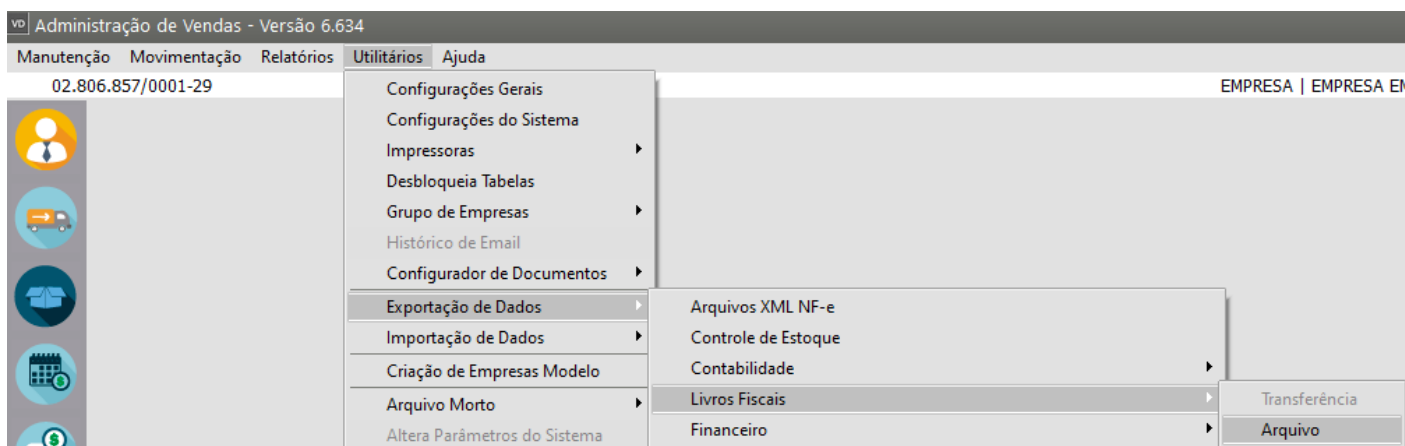 VD Administração de Vendas - Versão 6.634
Manutenção Movimentação Relatórios Utilitários Ajuda
02.806.857/0001-29 EMPRESA | EMPRESA EM
Configurações Gerais
Configurações do Sistema
Impressoras
Desbloqueia Tabelas
Grupo de Empresas
Histórico de Email
Configurador de Documentos
Exportação de Dados
Importação de Dados
Criação de Empresas Modelo
Arquivo Morto
Altera Parâmetros do Sistema
Arquivos XML NF-e
Controle de Estoque
Contabilidade
Livros Fiscais
Financeiro
Transferência
Arquivo